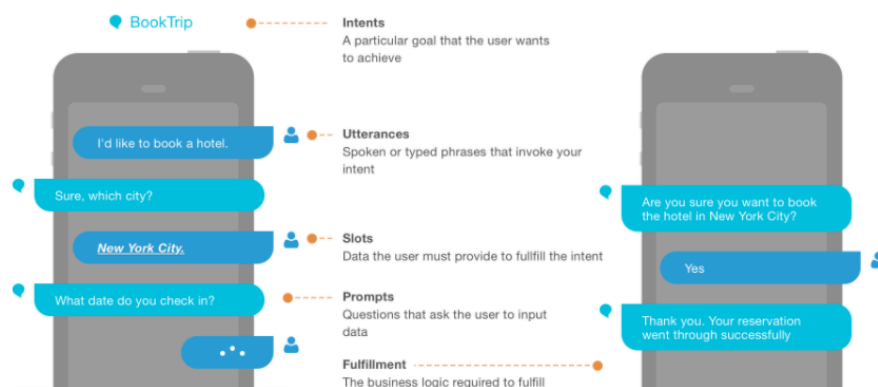 BookTrip
Intents
A particular goal that the user wants
to achieve
I'd like to book a hotel.
Utterances
Spoken or typed phrases that invoke your
intent
Sure, which city?
New York City.
Slots
Data the user must provide to fullfill the intent
What date do you check in?
Prompts
Questions that ask the user to input
data
Fulfillment
The business logic required to fulfill
Are you sure you want to book
the hotel in New York City?
Yes
Thank you. Your reservation
went through successfully